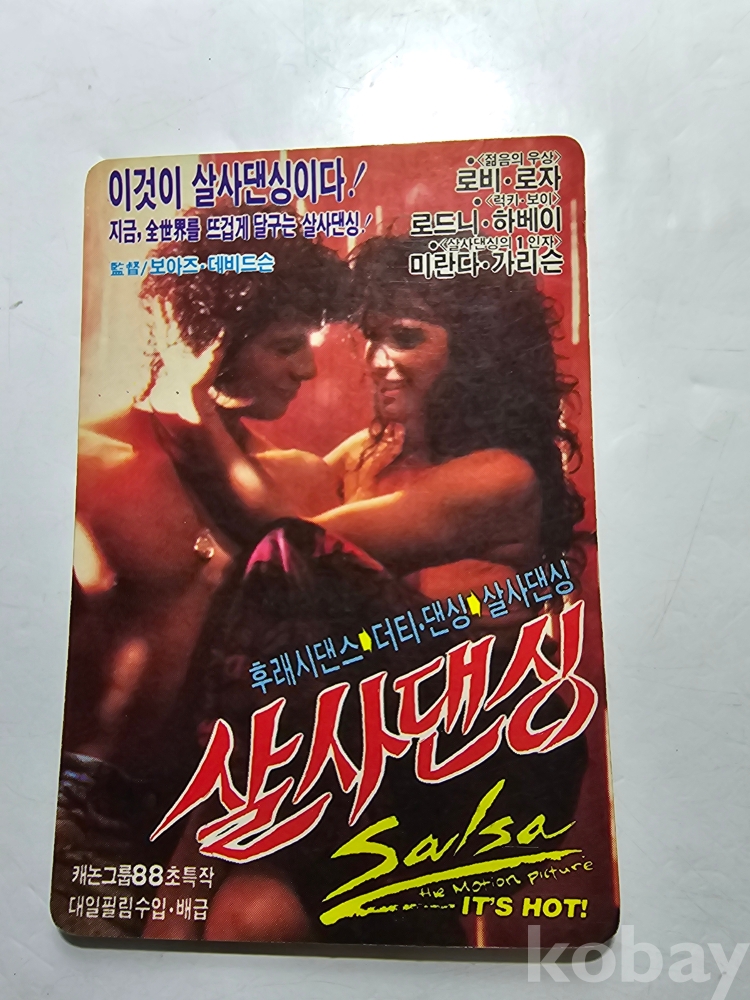 이것이 살사댄싱이다!
지금, 全世界를 뜨겁게 달구는 살사댄싱!
監督/보아즈·데비드슨
•<젊음의 우상>
로비·로자
•<럭키·보이>
로드니·하베이
•<살사댄싱의 1인자>
미란다·가리슨
후래시댄스➡더티·댄싱➡살사댄싱
살사댄싱
Salsa
the Motion picture
IT'S HOT!
캐논그룹88초특작
대일필림수입·배급
kobay